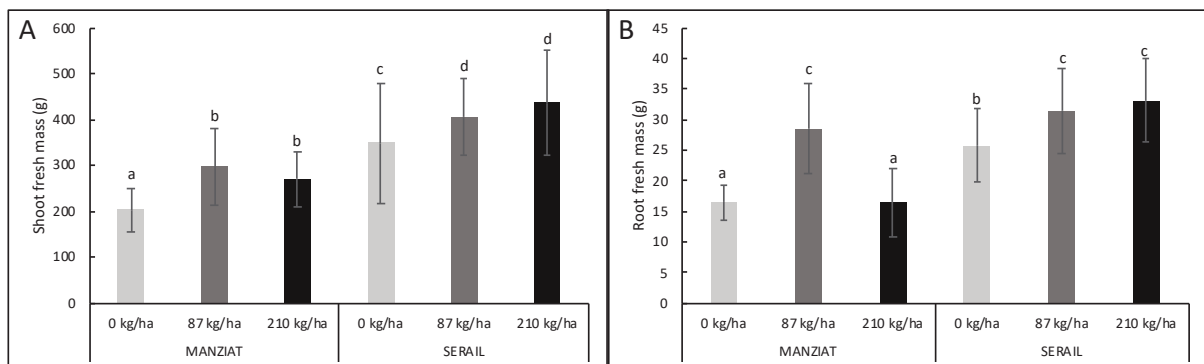 A
Shoot fresh mass (g)
600
500
400
300
200
100
0
a
b
b
c
d
d
0 kg/ha 87 kg/ha 210 kg/ha 0 kg/ha 87 kg/ha 210 kg/ha
MANZIAT SERAIL
B
Root fresh mass (g)
45
40
35
30
25
20
15
10
5
0
a
c
a
b
c
c
0 kg/ha 87 kg/ha 210 kg/ha 0 kg/ha 87 kg/ha 210 kg/ha
MANZIAT SERAIL